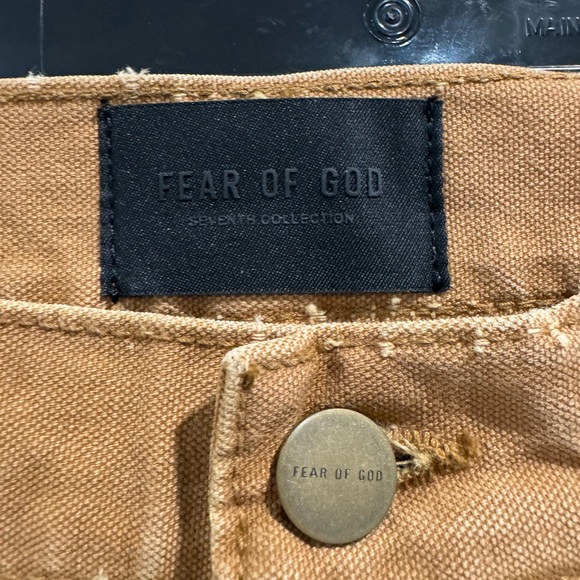 MAIN
FEAR OF GOD
SEVENTH COLLECTION
FEAR OF GOD